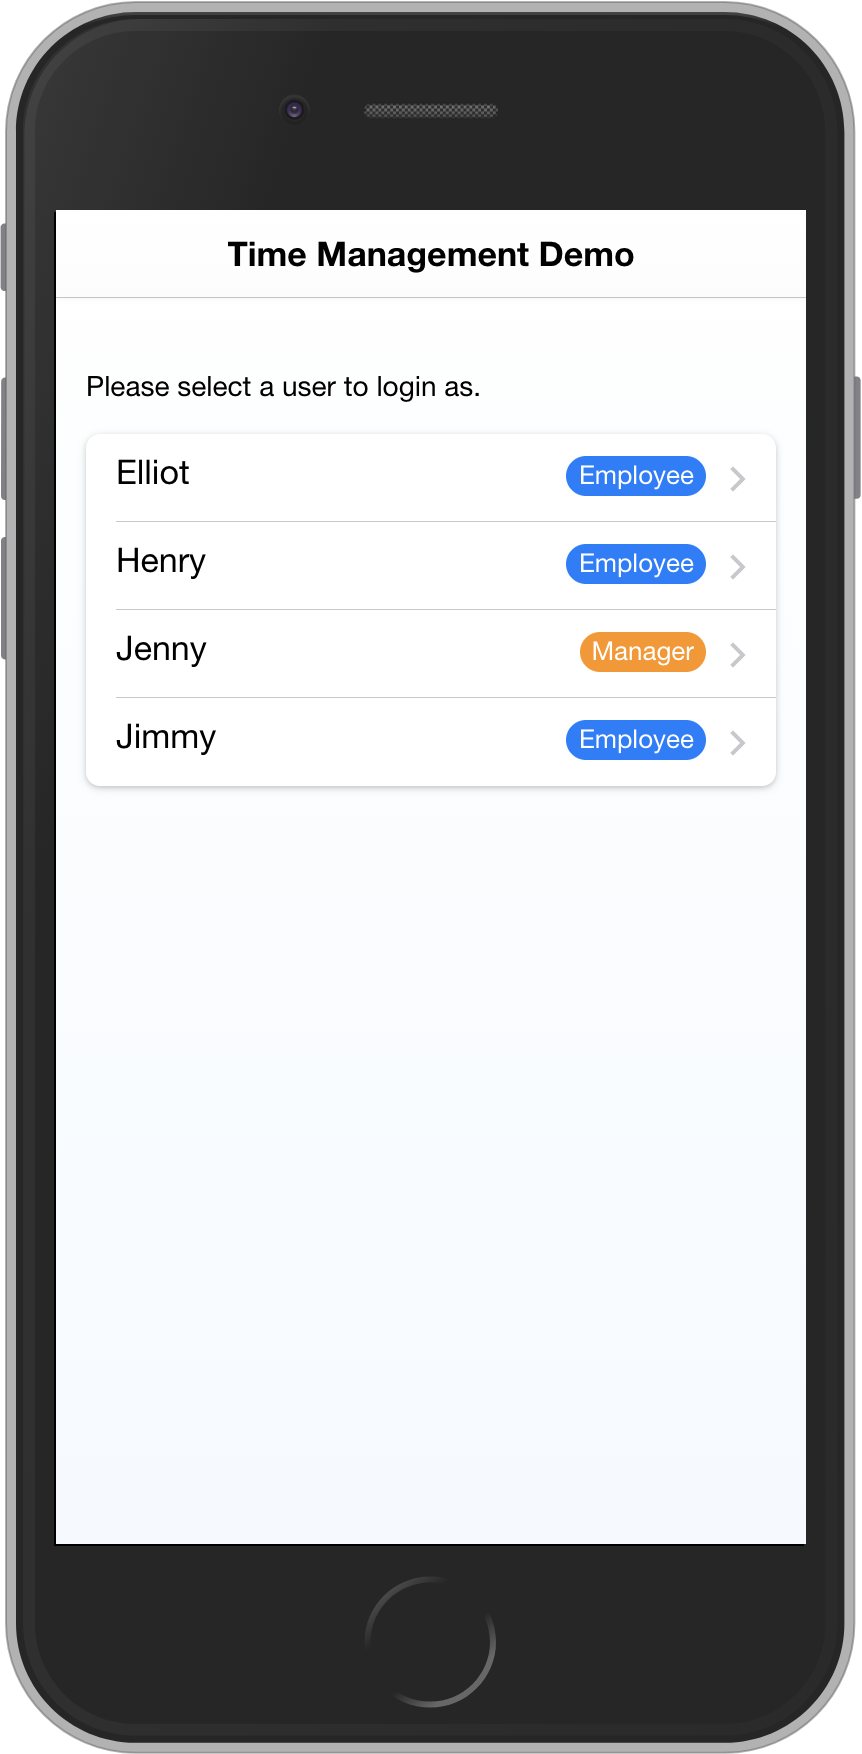 Time Management Demo
Please select a user to login as.
Elliot Employee
Henry Employee
Jenny Manager
Jimmy Employee